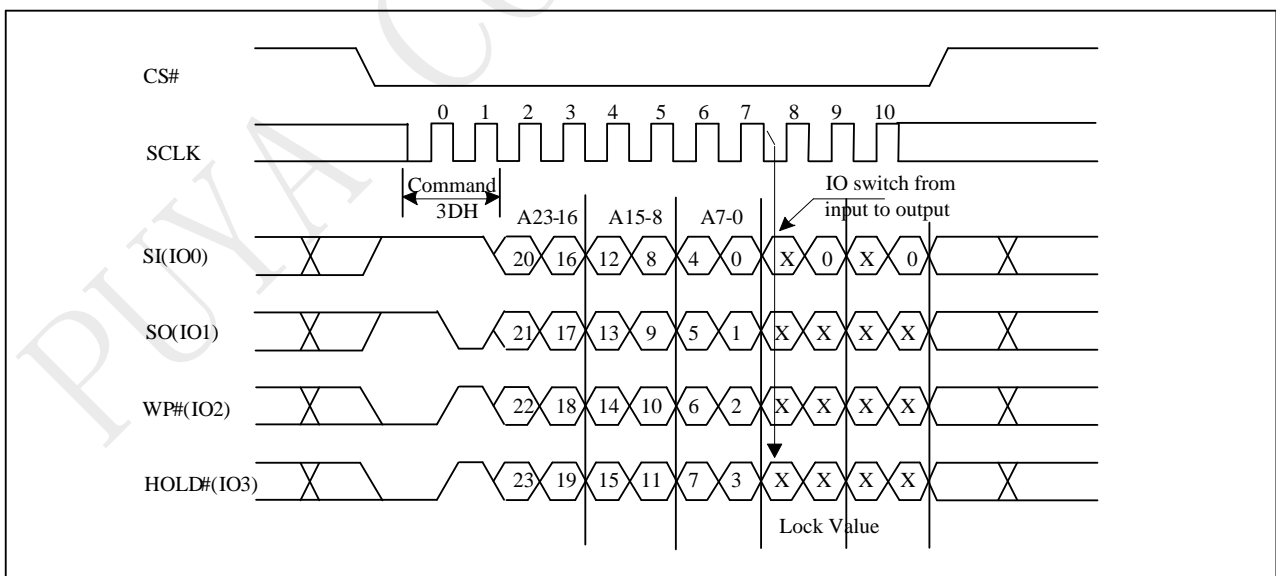 PUYA CO
CS#
0 1 2 3 4 5 6 7 8 9 10
SCLK
Command
3DH
IO switch from
input to output
A23-16 A15-8 A7-0
SI(IO0) 20 16 12 8 4 0 X 0 X 0
SO(IO1) 21 17 13 9 5 1 X X X X
WP#(IO2) 22 18 14 10 6 2 X X X X
HOLD#(IO3) 23 19 15 11 7 3 X X X X
Lock Value